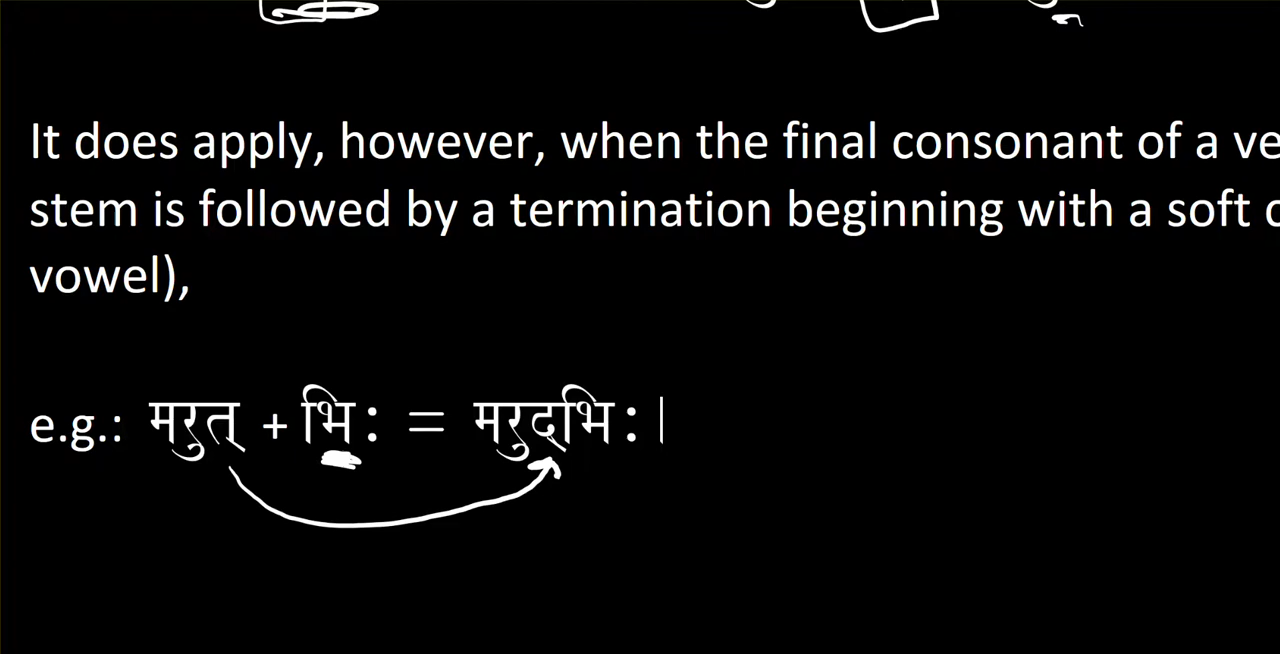 It does apply, however, when the final consonant of a ve
stem is followed by a termination beginning with a soft c
vowel),
e.g.: मरुत् + भि: = मरुद्भि: |